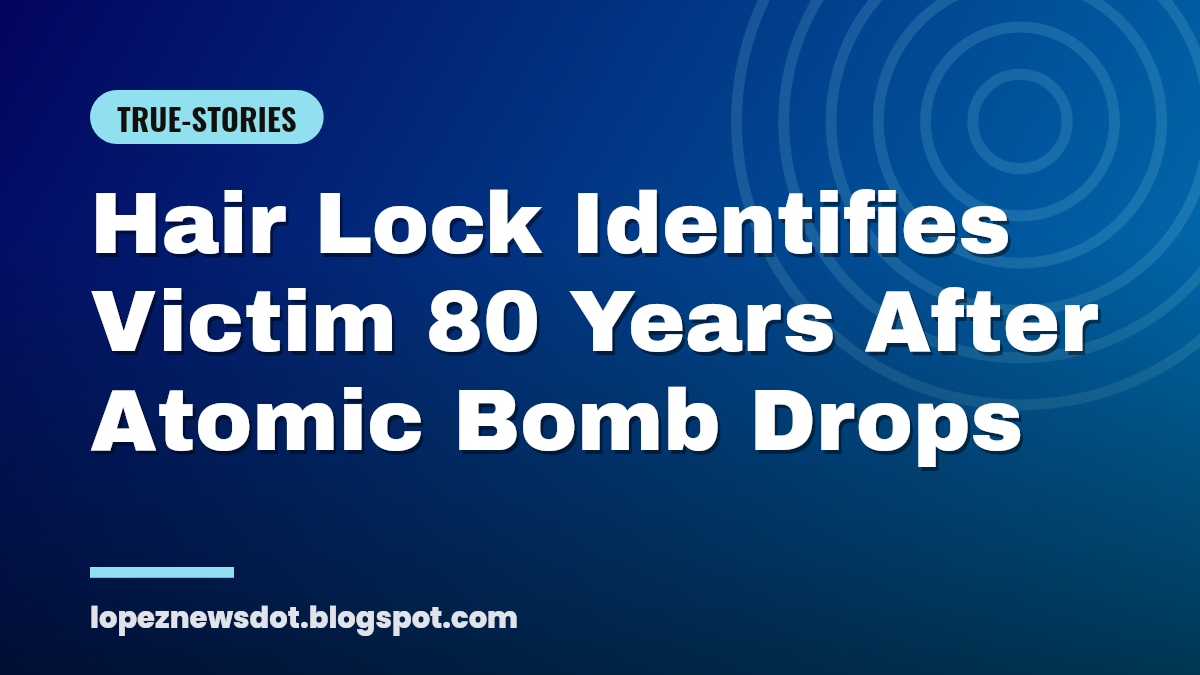 TRUE-STORIES
Hair Lock Identifies
Victim 80 Years After
Atomic Bomb Drops
lopeznewsdot.blogspot.com